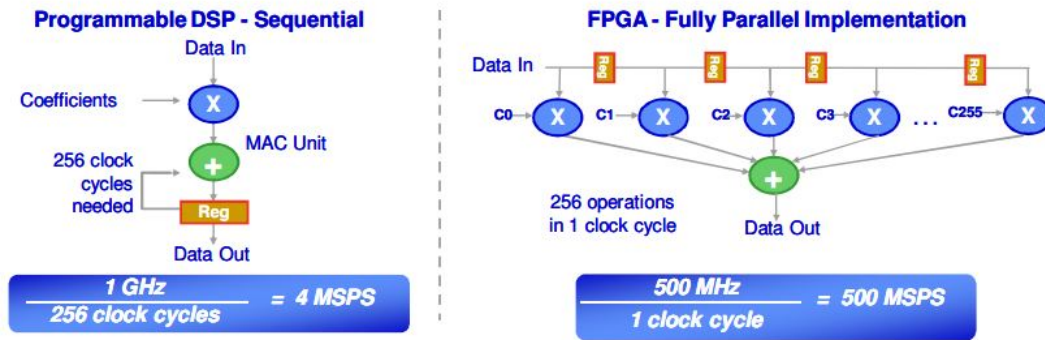 Programmable DSP - Sequential
Data In
Coefficients
X
MAC Unit
+
256 clock
cycles
needed
Reg
Data Out
1 GHz
256 clock cycles
= 4 MSPS
FPGA - Fully Parallel Implementation
Data In
Reg
Reg
Reg
Reg
C0
X
C1
X
C2
X
C3
X
...
C255
X
+
256 operations
in 1 clock cycle
Data Out
500 MHz
1 clock cycle
= 500 MSPS